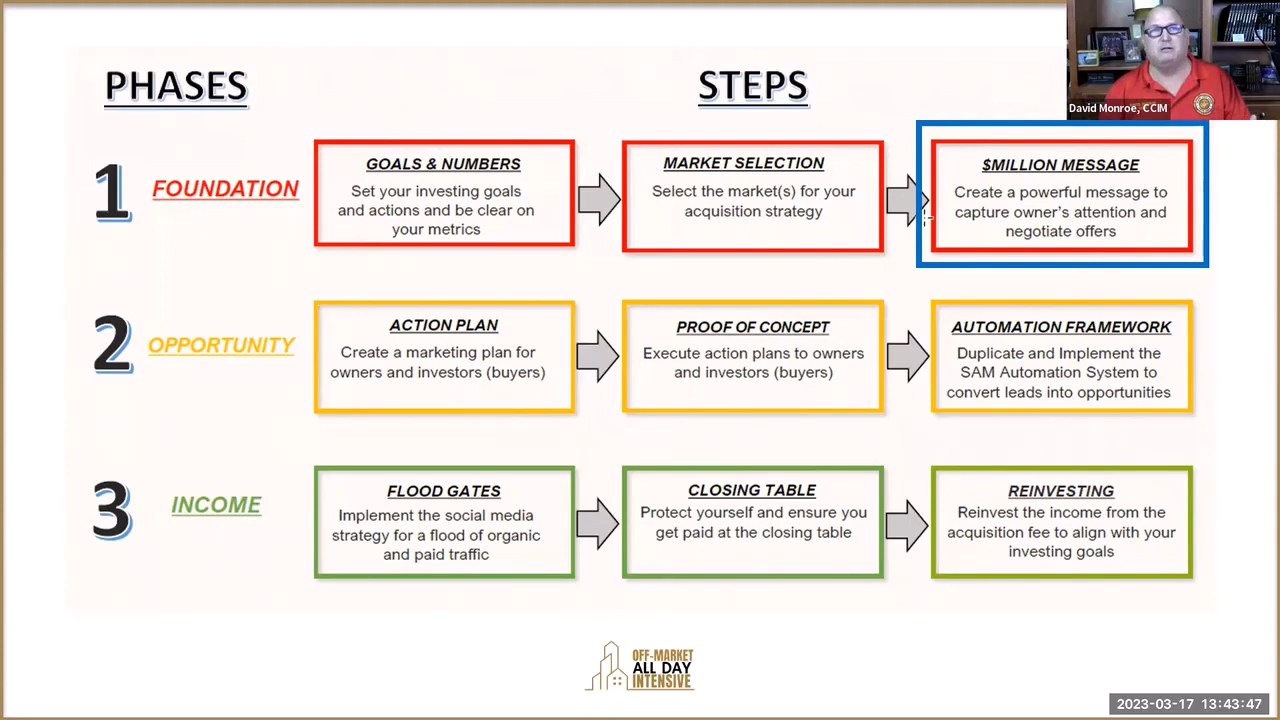 PHASES
STEPS
David Monroe, CCIM
1
FOUNDATION
GOALS & NUMBERS
Set your investing goals
and actions and be clear on
your metrics
MARKET SELECTION
Select the market(s) for your
acquisition strategy
$MILLION MESSAGE
Create a powerful message to
capture owner's attention and
negotiate offers
2
OPPORTUNITY
ACTION PLAN
Create a marketing plan for
owners and investors (buyers)
PROOF OF CONCEPT
Execute action plans to owners
and investors (buyers)
AUTOMATION FRAMEWORK
Duplicate and Implement the
SAM Automation System to
convert leads into opportunities
3
INCOME
FLOOD GATES
Implement the social media
strategy for a flood of organic
and paid traffic
CLOSING TABLE
Protect yourself and ensure you
get paid at the closing table
REINVESTING
Reinvest the income from the
acquisition fee to align with your
investing goals
OFF-MARKET
ALL DAY
INTENSIVE
2023-03-17 13:43:47